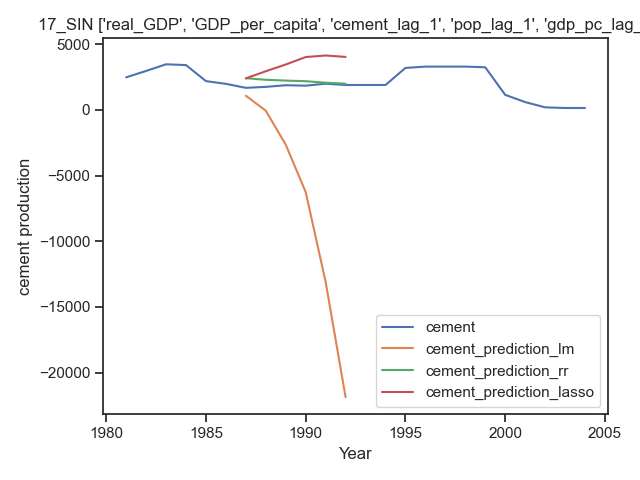 17_SIN ['real_GDP', 'GDP_per_capita', 'cement_lag_1', 'pop_lag_1', 'gdp_pc_lag_
5000
0
−5000
−10000
−15000
−20000
cement production
cement
cement_prediction_lm
cement_prediction_rr
cement_prediction_lasso
1980 1985 1990 1995 2000 2005
Year